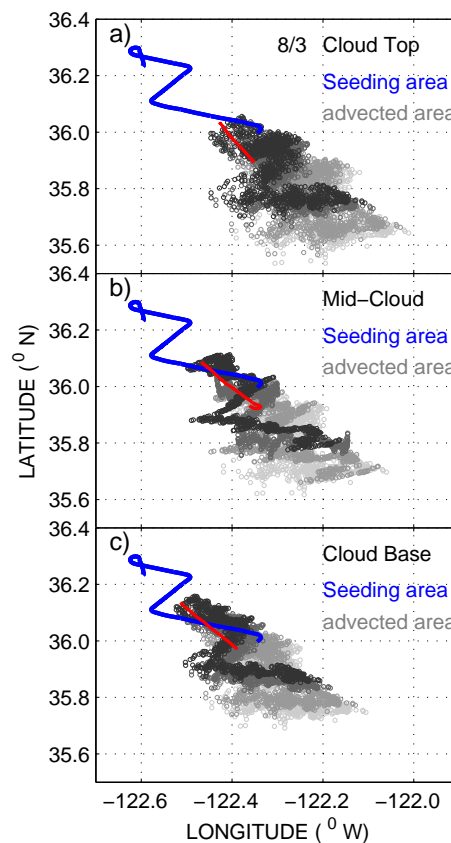 36.4
a) 8/3 Cloud Top
36.2
Seeding area
advected area
36.0
35.8
35.6
36.4
b) Mid−Cloud
36.2
Seeding area
advected area
36.0
35.8
35.6
LATITUDE ( ⁰ N)
36.4
c) Cloud Base
36.2
Seeding area
advected area
36.0
35.8
35.6
−122.6 −122.4 −122.2 −122.0
LONGITUDE ( ⁰ W)